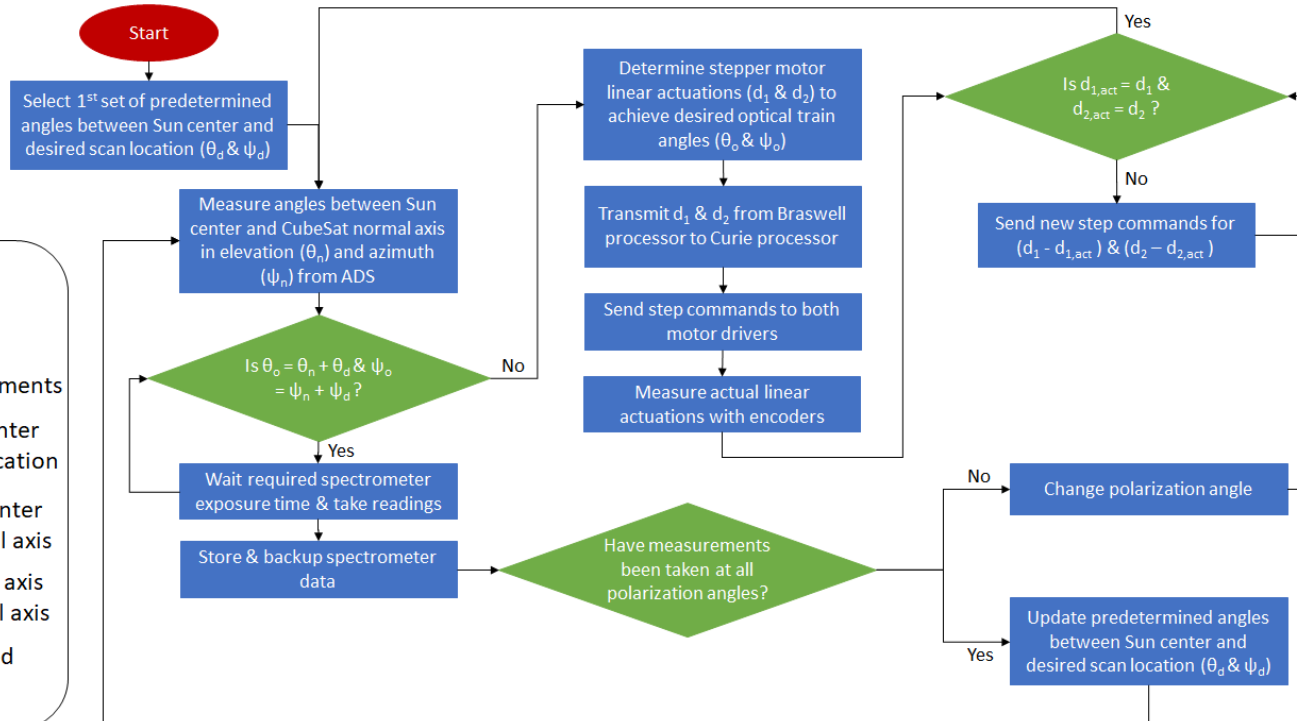 Start
Select 1st set of predetermined
angles between Sun center and
desired scan location (θd & ψd)
Measure angles between Sun
center and CubeSat normal axis
in elevation (θn) and azimuth
(ψn) from ADS
Is θo = θn + θd & ψo
= ψn + ψd ?
No
Yes
Wait required spectrometer
exposure time & take readings
Store & backup spectrometer
data
Determine stepper motor
linear actuations (d1 & d2) to
achieve desired optical train
angles (θo & ψo)
Transmit d1 & d2 from Braswell
processor to Curie processor
Send step commands to both
motor drivers
Measure actual linear
actuations with encoders
Yes
Is d1,act = d1 &
d2,act = d2 ?
No
Send new step commands for
(d1 - d1,act ) & (d2 – d2,act )
Have measurements
been taken at all
polarization angles?
No
Change polarization angle
Yes
Update predetermined angles
between Sun center and
desired scan location (θd & ψd)
axis
axis